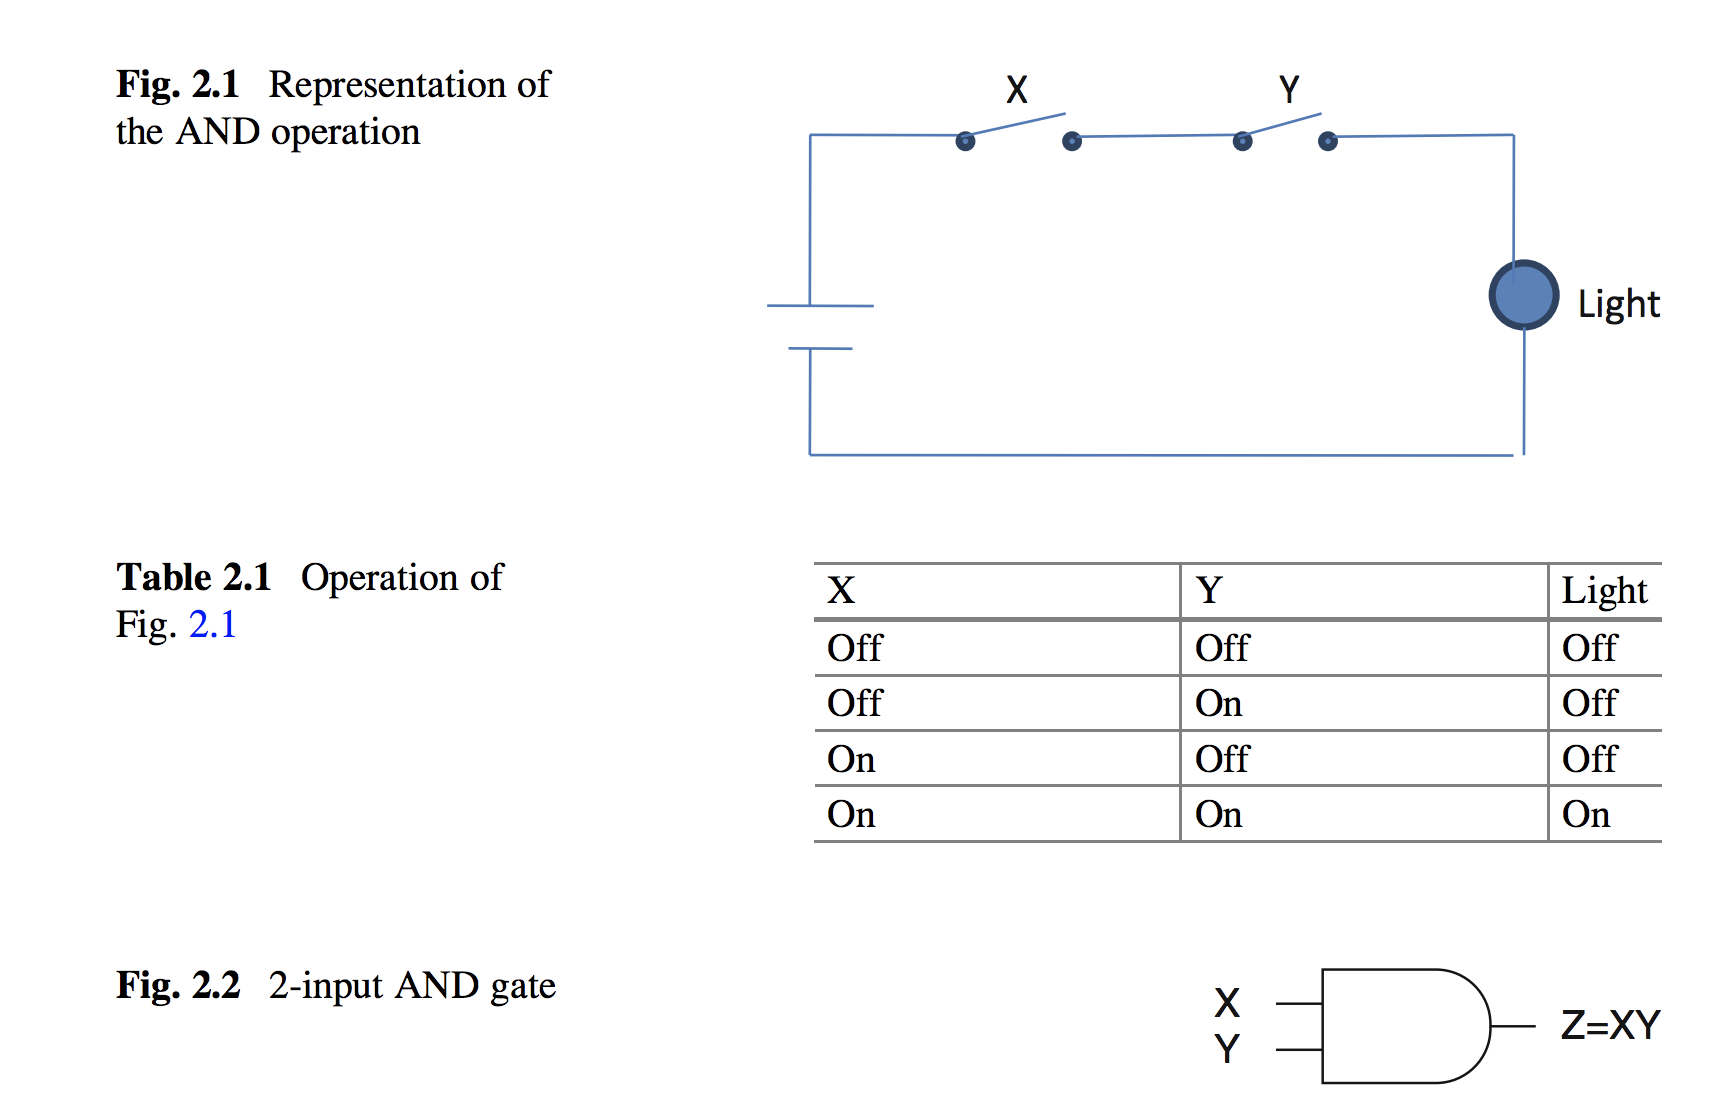 Fig. 2.1 Representation of
the AND operation
X Y
Light
Table 2.1 Operation of
Fig. 2.1
X Y Light
Off Off Off
Off On Off
On Off Off
On On On
Fig. 2.2 2-input AND gate
X
Y
Z=XY